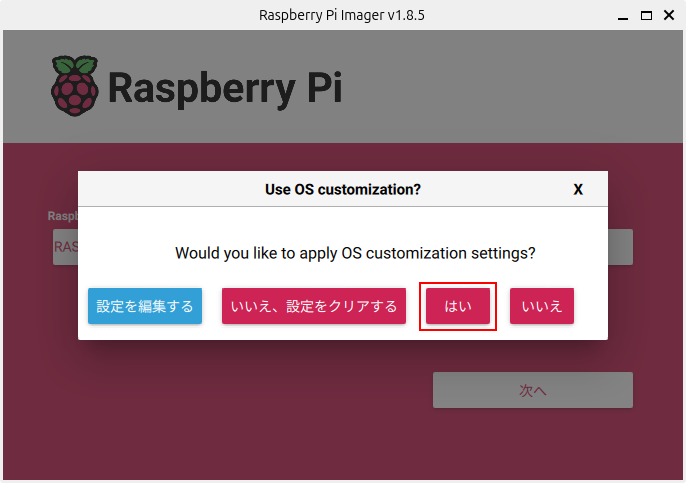 Raspberry Pi Imager v1.8.5
Raspberry Pi
Use OS customization? X
Raspb
RAS
Would you like to apply OS customization settings?
設定を編集する いいえ、設定をクリアする はい いいえ
次へ